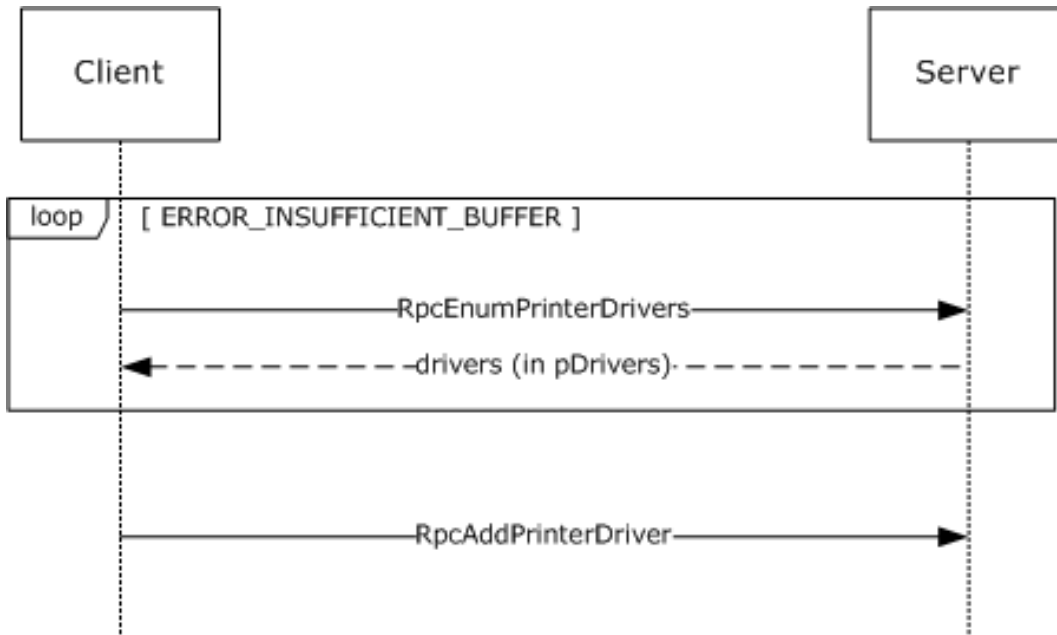 Client
Server
loop
[ ERROR_INSUFFICIENT_BUFFER ]
RpcEnumPrinterDrivers
drivers (in pDrivers)
RpcAddPrinterDriver